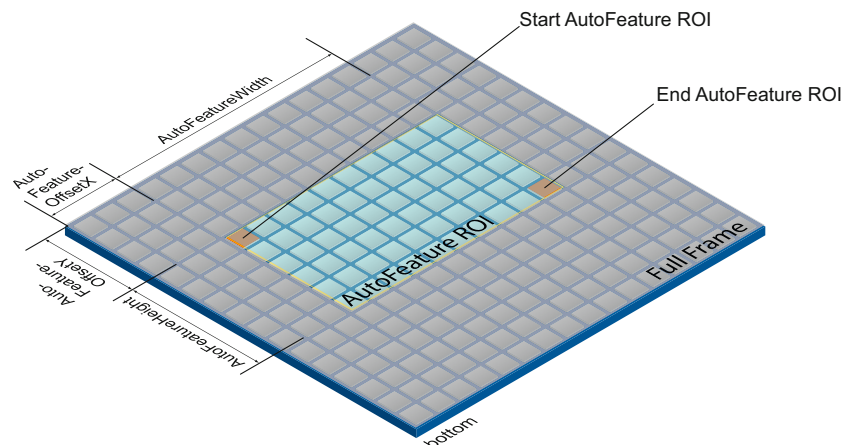 Start AutoFeature ROI
End AutoFeature ROI
AutoFeatureWidth
Auto-
Feature-
OffsetX
Auto-
Feature-
OffsetY
AutoFeatureHeight
AutoFeature ROI
Full Frame
bottom